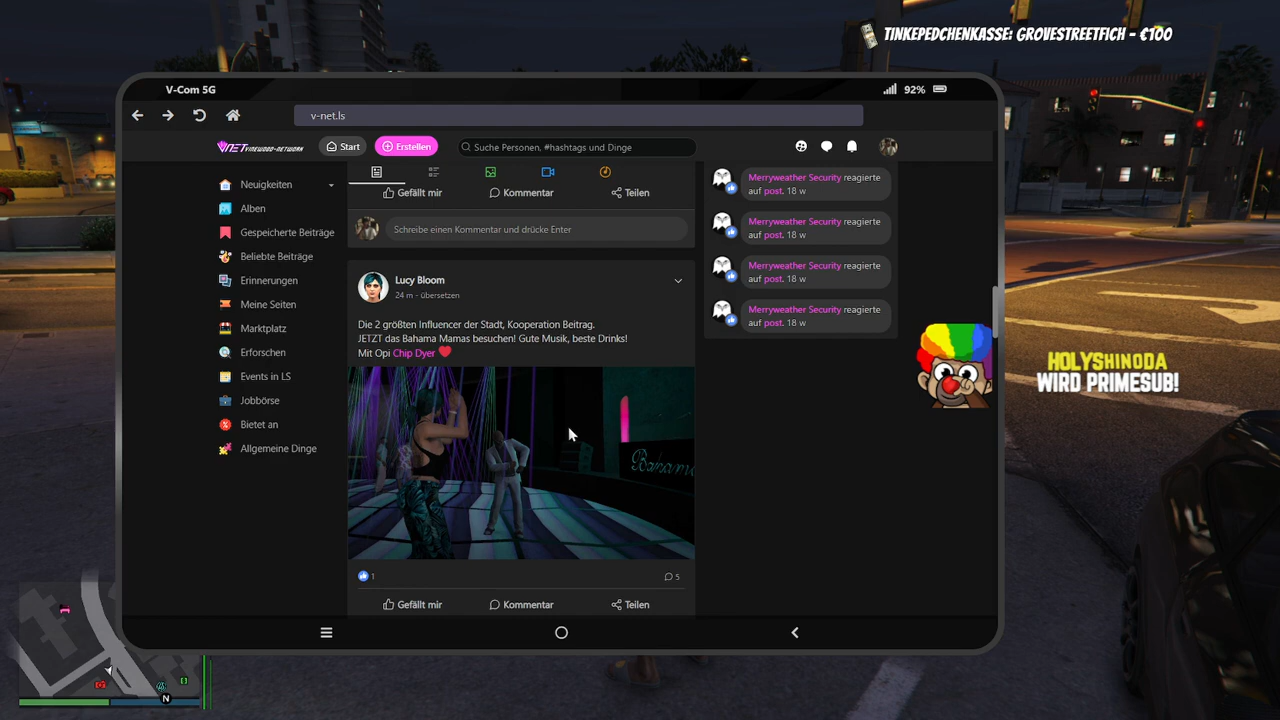 TINKEPEDCHENKASSE: GROVESTREETFICH - €100
V-Com 5G
92%
v-net.ls
VNET VINEWOOD-NETWORK
Start
Erstellen
Suche Personen, #hashtags und Dinge
Neuigkeiten
Alben
Gespeicherte Beiträge
Beliebte Beiträge
Erinnerungen
Meine Seiten
Marktplatz
Erforschen
Events in LS
Jobbörse
Bietet an
Allgemeine Dinge
Gefällt mir
Kommentar
Teilen
Schreibe einen Kommentar und drücke Enter
Lucy Bloom
24 m - übersetzen
Die 2 größten Influencer der Stadt, Kooperation Beitrag.
JETZT das Bahama Mamas besuchen! Gute Musik, beste Drinks!
Mit Opi Chip Dyer
Bahama
1
5
Gefällt mir
Kommentar
Teilen
Merryweather Security reagierte
auf post. 18 w
Merryweather Security reagierte
auf post. 18 w
Merryweather Security reagierte
auf post. 18 w
Merryweather Security reagierte
auf post. 18 w
HOLYSHINODA
WIRD PRIMESUB!
N